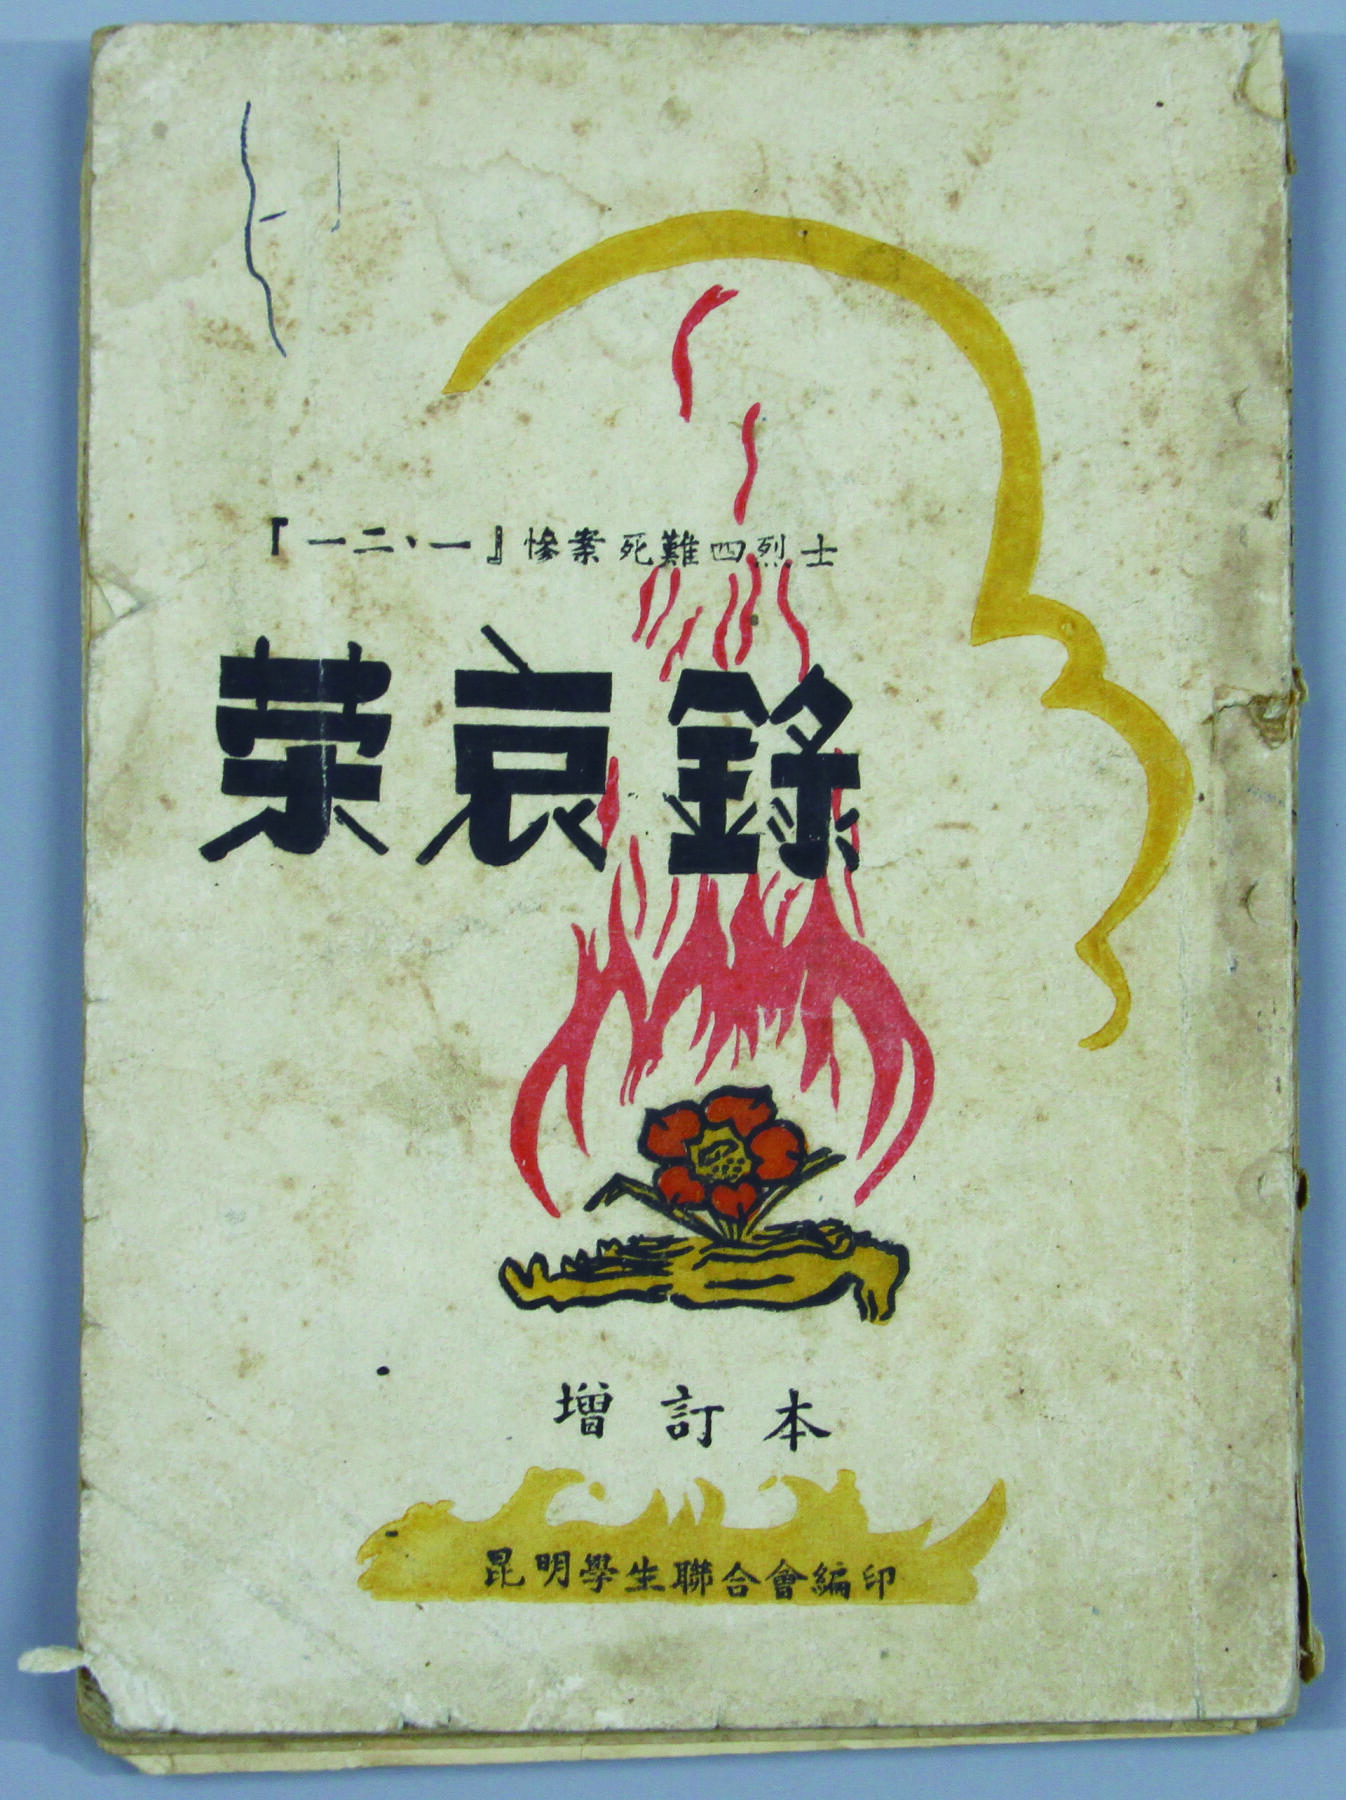 『一二、一』慘案死難四烈士
荣哀錄
增訂本
昆明學生聯合會編印